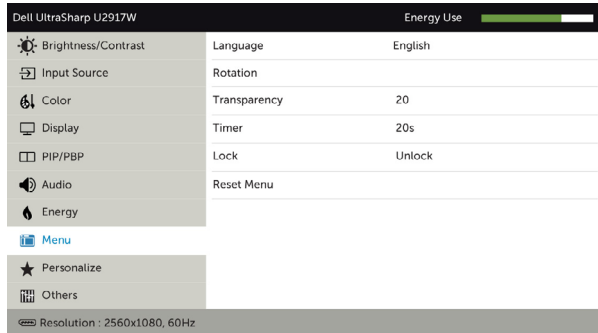 Dell UltraSharp U2917W Energy Use
Brightness/Contrast Language English
Input Source Rotation
Color Transparency 20
Display Timer 20s
PIP/PBP Lock Unlock
Audio Reset Menu
Energy
Menu
Personalize
Others
Resolution : 2560x1080, 60Hz